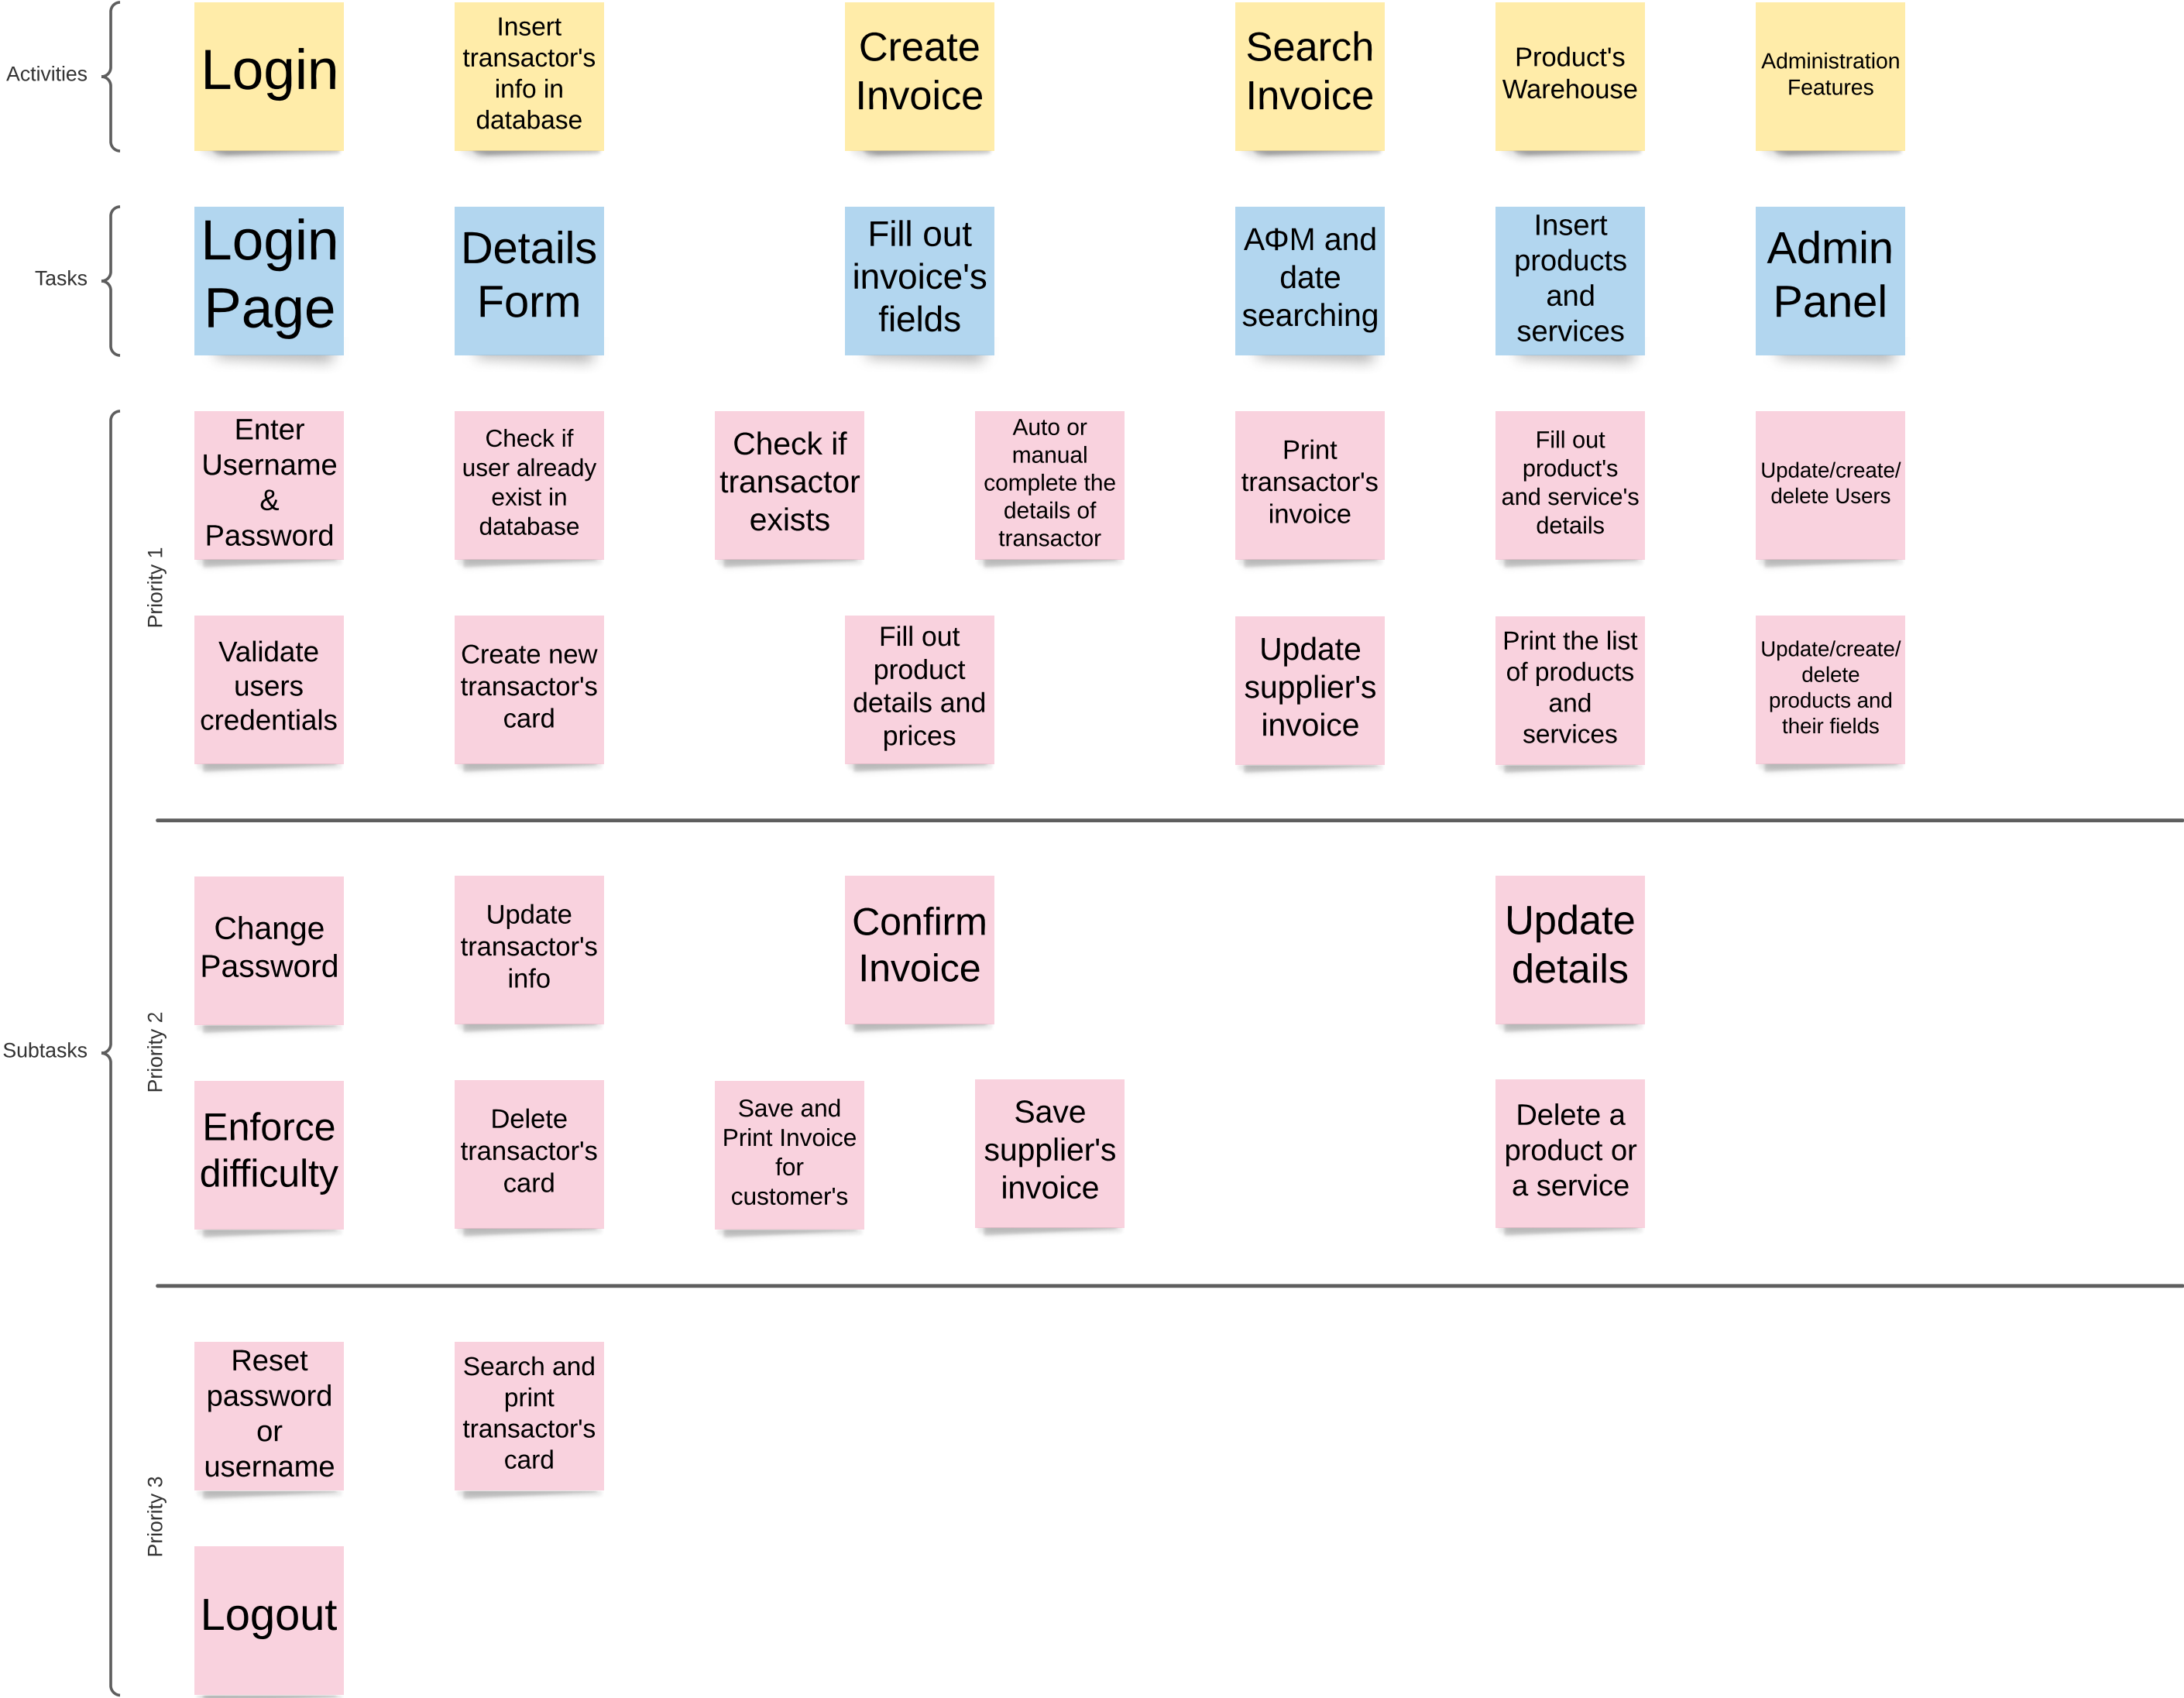 Activities
Login
Insert
transactor's
info in
database
Create
Invoice
Search
Invoice
Product's
Warehouse
Administration
Features
Tasks
Login
Page
Details
Form
Fill out
invoice's
fields
ΑΦΜ and
date
searching
Insert
products
and
services
Admin
Panel
Subtasks
Priority 1
Enter
Username
&
Password
Check if
user already
exist in
database
Check if
transactor
exists
Auto or
manual
complete the
details of
transactor
Print
transactor's
invoice
Fill out
product's
and service's
details
Update/create/
delete Users
Validate
users
credentials
Create new
transactor's
card
Fill out
product
details and
prices
Update
supplier's
invoice
Print the list
of products
and
services
Update/create/
delete
products and
their fields
Priority 2
Change
Password
Update
transactor's
info
Confirm
Invoice
Update
details
Enforce
difficulty
Delete
transactor's
card
Save and
Print Invoice
for
customer's
Save
supplier's
invoice
Delete a
product or
a service
Priority 3
Reset
password
or
username
Search and
print
transactor's
card
Logout